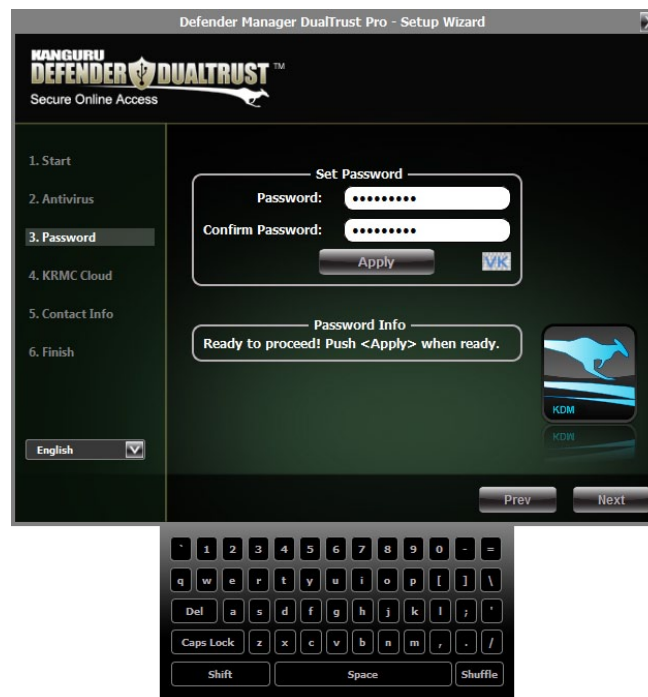 Defender Manager DualTrust Pro - Setup Wizard
KANGURU
DEFENDER DUALTRUST ™
Secure Online Access
1. Start
2. Antivirus
3. Password
4. KRMC Cloud
5. Contact Info
6. Finish
English
Set Password
Password: •••••••••
Confirm Password: •••••••••
Apply VK
Password Info
Ready to proceed! Push <Apply> when ready.
KDM
KDM
Prev Next
` 1 2 3 4 5 6 7 8 9 0 - =
q w e r t y u i o p [ ] \
Del a s d f g h j k l ; '
Caps Lock z x c v b n m , . /
Shift Space Shuffle